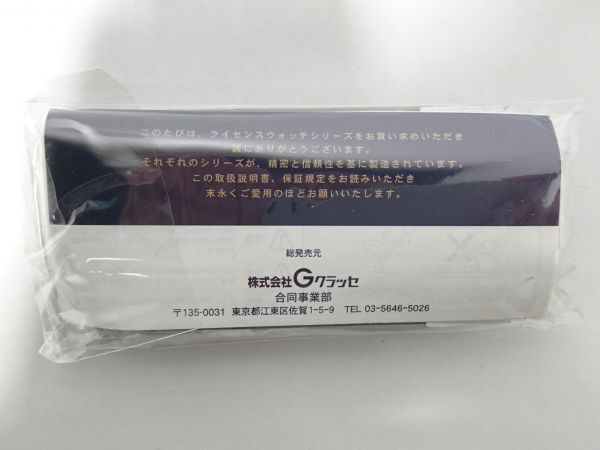 このたびは、ライセンスウォッチシリーズをお買い求めいただき
誠にありがとうございます。
それぞれのシリーズが、精密と信頼性を基に製造されています。
この取扱説明書、保証規定をお読みいただき
末永くご愛用のほどお願いいたします。
総発売元
株式会社Gクラッセ
合同事業部
〒135-0031 東京都江東区佐賀1-5-9 TEL 03-5646-5026